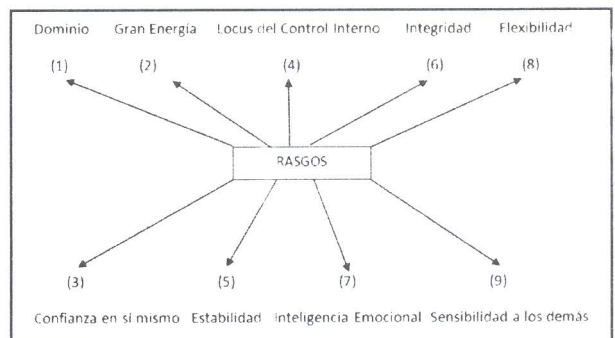 Dominio Gran Energía Locus del Control Interno Integridad Flexibilidad
(1) (2) (4) (6) (8)
RASGOS
(3) (5) (7) (9)
Confianza en sí mismo Estabilidad Inteligencia Emocional Sensibilidad a los demás